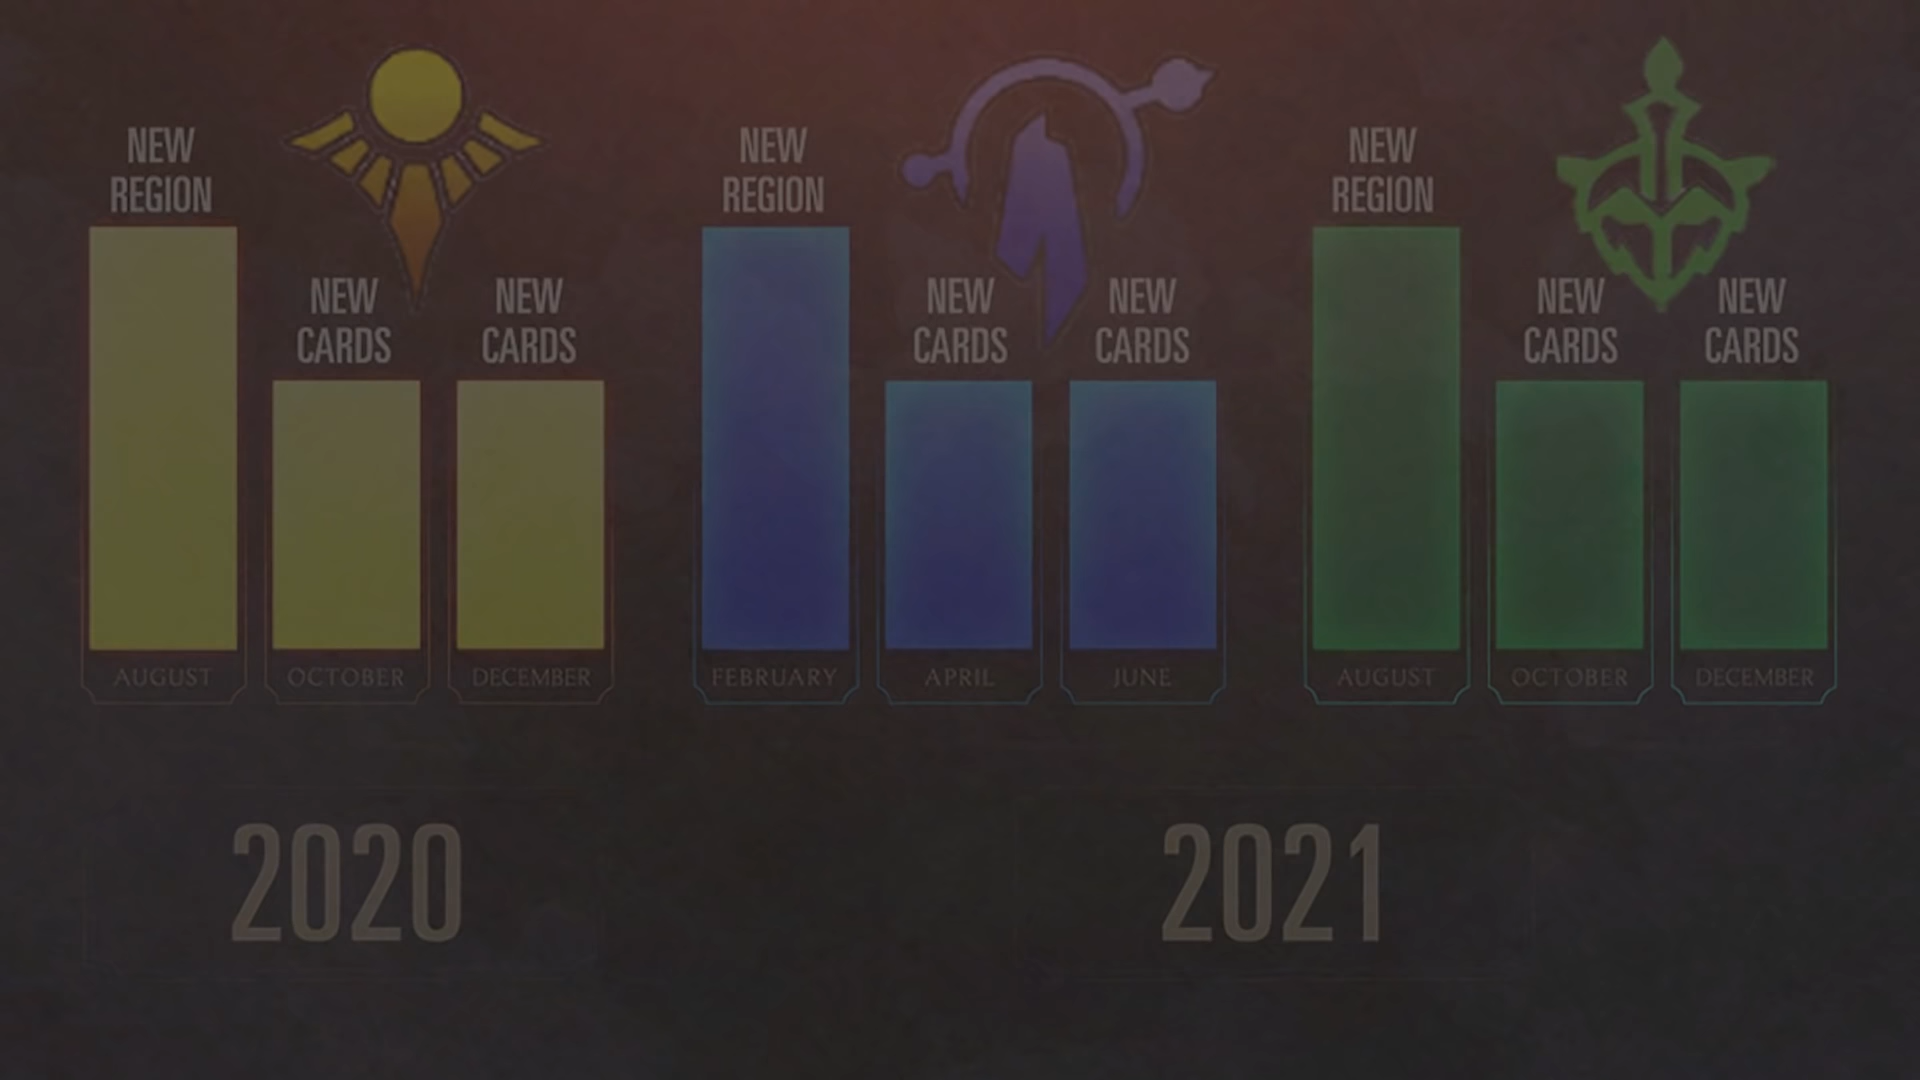 NEW
REGION
NEW
CARDS
NEW
CARDS
AUGUST
OCTOBER
DECEMBER
NEW
REGION
NEW
CARDS
NEW
CARDS
FEBRUARY
APRIL
JUNE
NEW
REGION
NEW
CARDS
NEW
CARDS
AUGUST
OCTOBER
DECEMBER
2020
2021